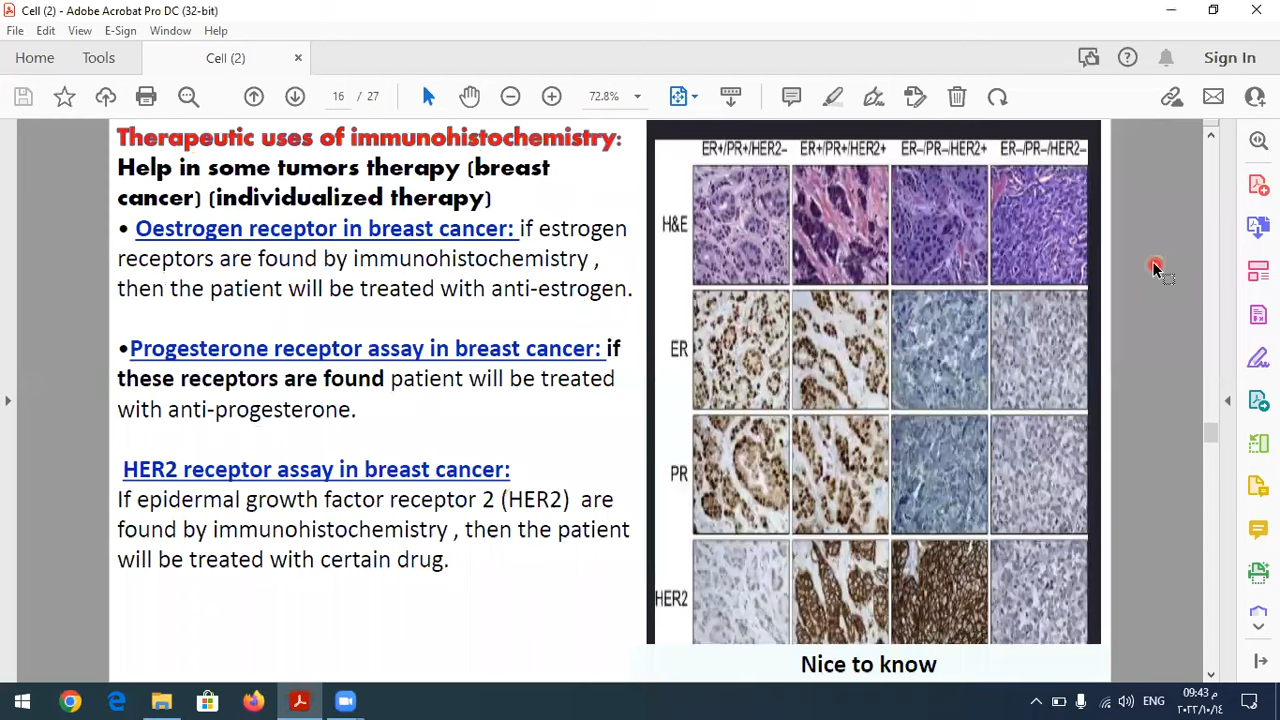 Cell (2) - Adobe Acrobat Pro DC (32-bit)
File Edit View E-Sign Window Help
Home Tools Cell (2) × Sign In
16 / 27 72.8%
Therapeutic uses of immunohistochemistry:
Help in some tumors therapy (breast
cancer) (individualized therapy)
• Oestrogen receptor in breast cancer: if estrogen
receptors are found by immunohistochemistry ,
then the patient will be treated with anti-estrogen.
•Progesterone receptor assay in breast cancer: if
these receptors are found patient will be treated
with anti-progesterone.
HER2 receptor assay in breast cancer:
If epidermal growth factor receptor 2 (HER2) are
found by immunohistochemistry , then the patient
will be treated with certain drug.
ER+/PR+/HER2– ER+/PR+/HER2+ ER–/PR–/HER2+ ER–/PR–/HER2–
H&E
ER
PR
HER2
Nice to know
ENG
09:43 م
٢٠٢٢/١٠/١٤